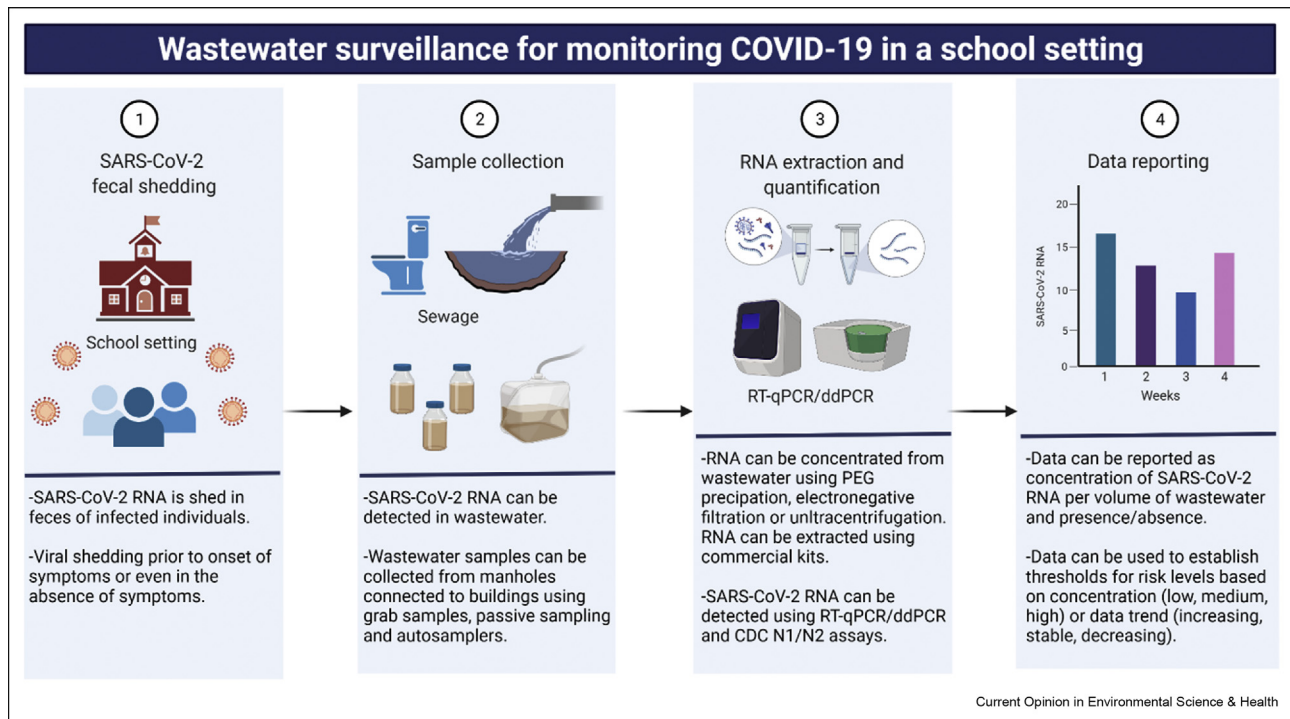 Wastewater surveillance for monitoring COVID-19 in a school setting
1
SARS-CoV-2
fecal shedding
School setting
-SARS-CoV-2 RNA is shed in
feces of infected individuals.
-Viral shedding prior to onset of
symptoms or even in the
absence of symptoms.
2
Sample collection
Sewage
-SARS-CoV-2 RNA can be
detected in wastewater.
-Wastewater samples can be
collected from manholes
connected to buildings using
grab samples, passive sampling
and autosamplers.
3
RNA extraction and
quantification
RT-qPCR/ddPCR
-RNA can be concentrated from
wastewater using PEG
precipation, electronegative
filtration or unltracentrifugation.
RNA can be extracted using
commercial kits.
-SARS-CoV-2 RNA can be
detected using RT-qPCR/ddPCR
and CDC N1/N2 assays.
4
Data reporting
SARS-CoV-2 RNA
20
15
10
5
0
1 2 3 4
Weeks
-Data can be reported as
concentration of SARS-CoV-2
RNA per volume of wastewater
and presence/absence.
-Data can be used to establish
thresholds for risk levels based
on concentration (low, medium,
high) or data trend (increasing,
stable, decreasing).
Current Opinion in Environmental Science & Health